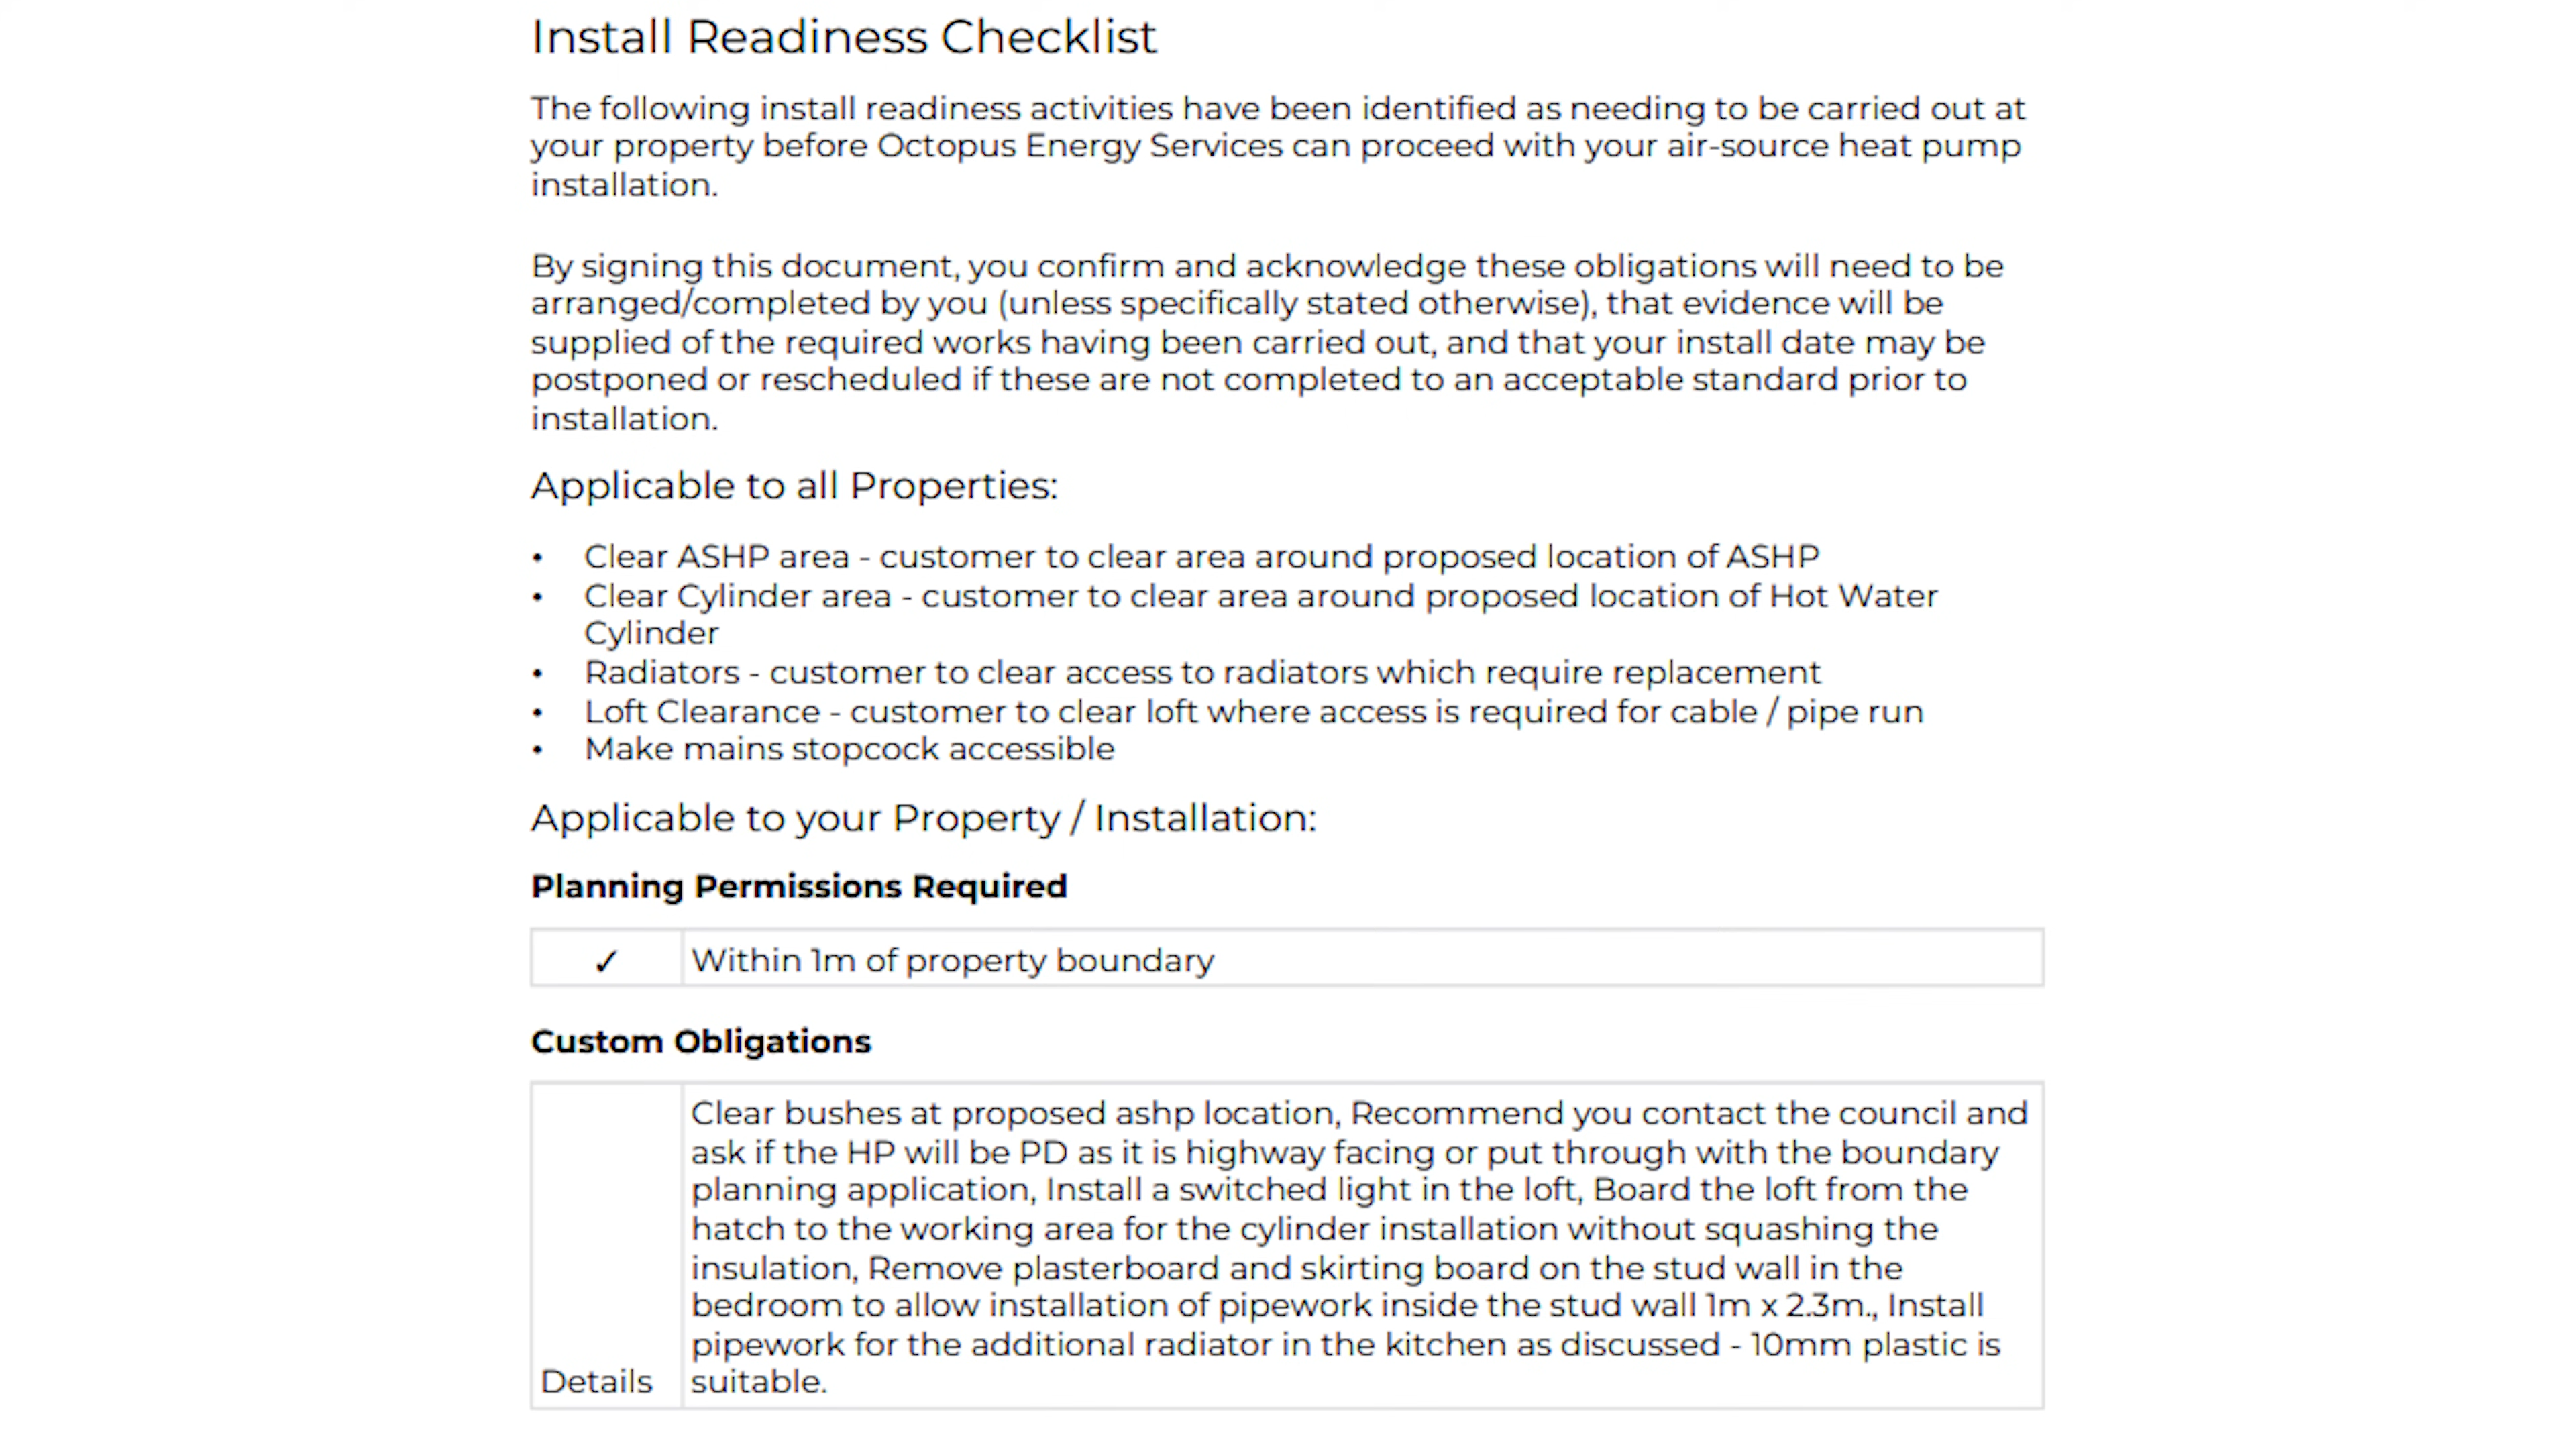 Install Readiness Checklist
The following install readiness activities have been identified as needing to be carried out at
your property before Octopus Energy Services can proceed with your air-source heat pump
installation.
By signing this document, you confirm and acknowledge these obligations will need to be
arranged/completed by you (unless specifically stated otherwise), that evidence will be
supplied of the required works having been carried out, and that your install date may be
postponed or rescheduled if these are not completed to an acceptable standard prior to
installation.
Applicable to all Properties:
• Clear ASHP area - customer to clear area around proposed location of ASHP
• Clear Cylinder area - customer to clear area around proposed location of Hot Water
Cylinder
• Radiators - customer to clear access to radiators which require replacement
• Loft Clearance - customer to clear loft where access is required for cable / pipe run
• Make mains stopcock accessible
Applicable to your Property / Installation:
Planning Permissions Required
✓ Within 1m of property boundary
Custom Obligations
Clear bushes at proposed ashp location, Recommend you contact the council and
ask if the HP will be PD as it is highway facing or put through with the boundary
planning application, Install a switched light in the loft, Board the loft from the
hatch to the working area for the cylinder installation without squashing the
insulation, Remove plasterboard and skirting board on the stud wall in the
bedroom to allow installation of pipework inside the stud wall 1m x 2.3m., Install
pipework for the additional radiator in the kitchen as discussed - 10mm plastic is
Details suitable.